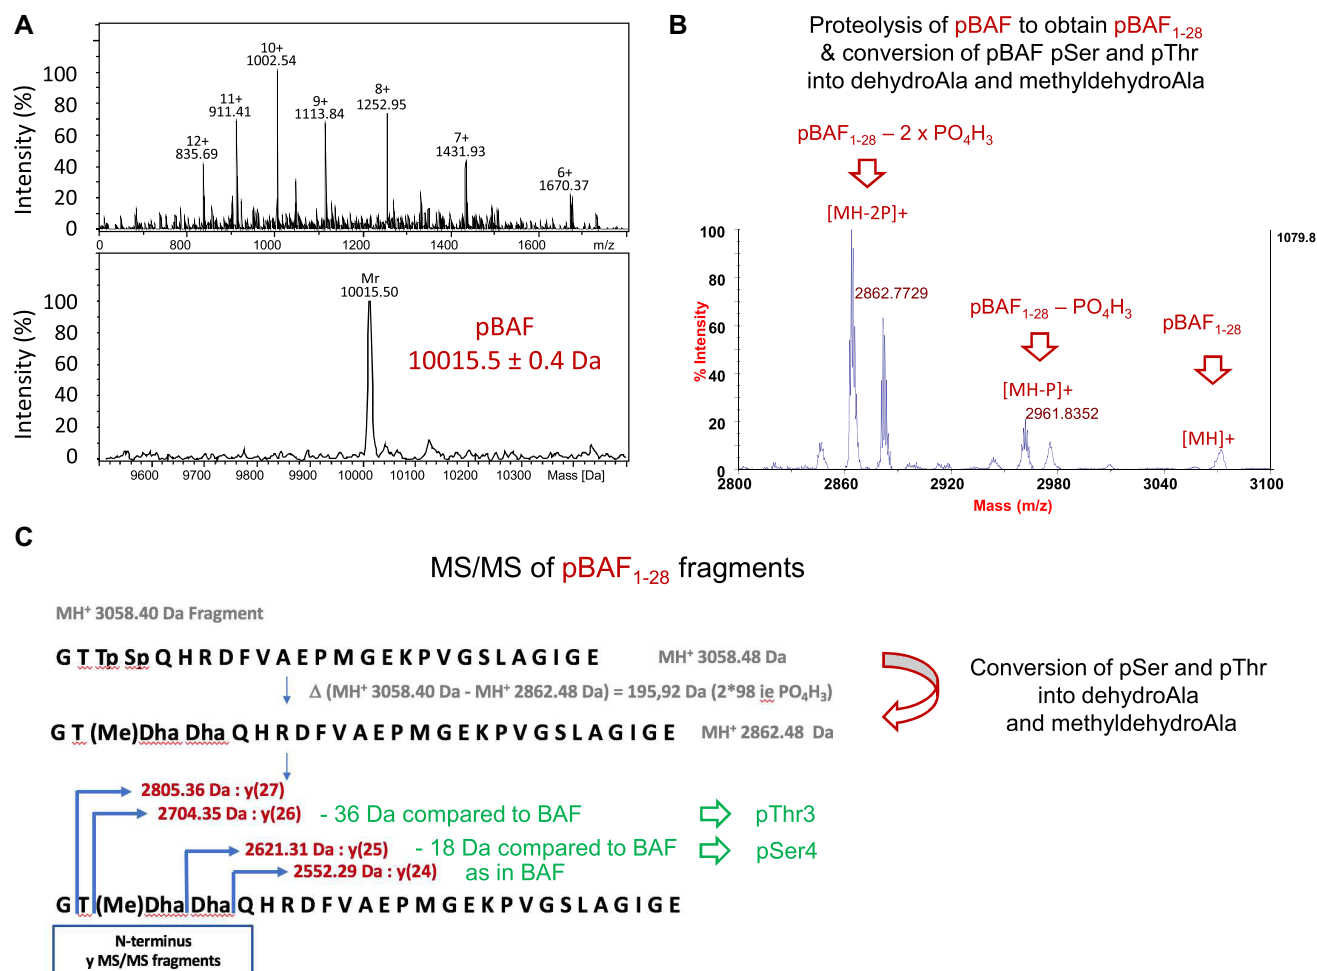 A
Intensity (%)
100
80
60
40
20
0
12+
835.69
11+
911.41
10+
1002.54
9+
1113.84
8+
1252.95
7+
1431.93
6+
1670.37
0 800 1000 1200 1400 1600 m/z
Intensity (%)
100
80
60
40
20
0
Mr
10015.50
pBAF
10015.5 ± 0.4 Da
9600 9700 9800 9900 10000 10100 10200 10300 Mass [Da]
B
Proteolysis of pBAF to obtain pBAF1-28
& conversion of pBAF pSer and pThr
into dehydroAla and methyldehydroAla
pBAF1-28 – 2 x PO4H3
[MH-2P]+
2862.7729
pBAF1-28 – PO4H3
[MH-P]+
2961.8352
pBAF1-28
[MH]+
1079.8
% Intensity
100
80
60
40
20
0
2800 2860 2920 2980 3040 3100
Mass (m/z)
C
MS/MS of pBAF1-28 fragments
MH+ 3058.40 Da Fragment
G T Tp Sp Q H R D F V A E P M G E K P V G S L A G I G E MH+ 3058.48 Da
Δ (MH+ 3058.40 Da - MH+ 2862.48 Da) = 195,92 Da (2*98 ie PO4H3)
G T (Me)Dha Dha Q H R D F V A E P M G E K P V G S L A G I G E MH+ 2862.48 Da
Conversion of pSer and pThr
into dehydroAla
and methyldehydroAla
2805.36 Da : y(27)
2704.35 Da : y(26) - 36 Da compared to BAF pThr3
2621.31 Da : y(25) - 18 Da compared to BAF pSer4
2552.29 Da : y(24) as in BAF
G T (Me)Dha Dha Q H R D F V A E P M G E K P V G S L A G I G E
N-terminus
y MS/MS fragments